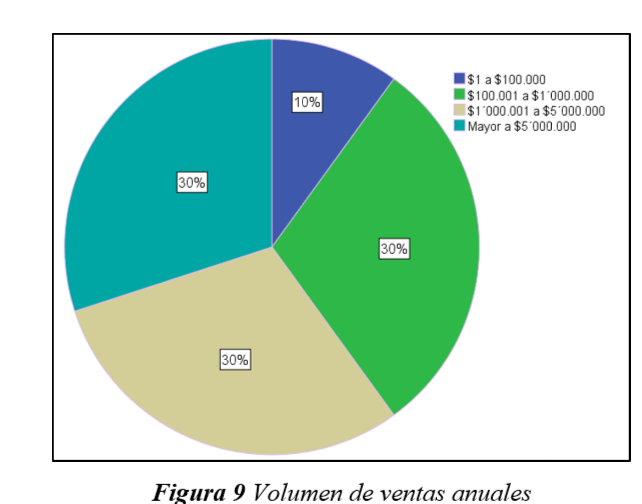 10%
30%
30%
30%
$1 a $100.000
$100.001 a $1´000.000
$1´000.001 a $5´000.000
Mayor a $5´000.000
Figura 9 Volumen de ventas anuales